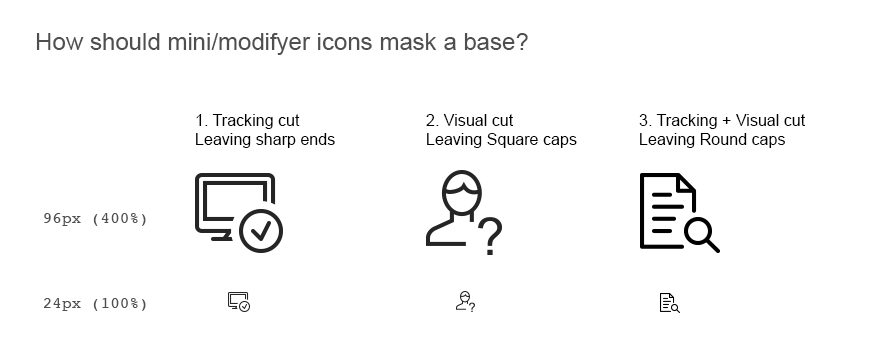 How should mini/modifyer icons mask a base?
1. Tracking cut
Leaving sharp ends
2. Visual cut
Leaving Square caps
3. Tracking + Visual cut
Leaving Round caps
96px (400%)
?
24px (100%)
?